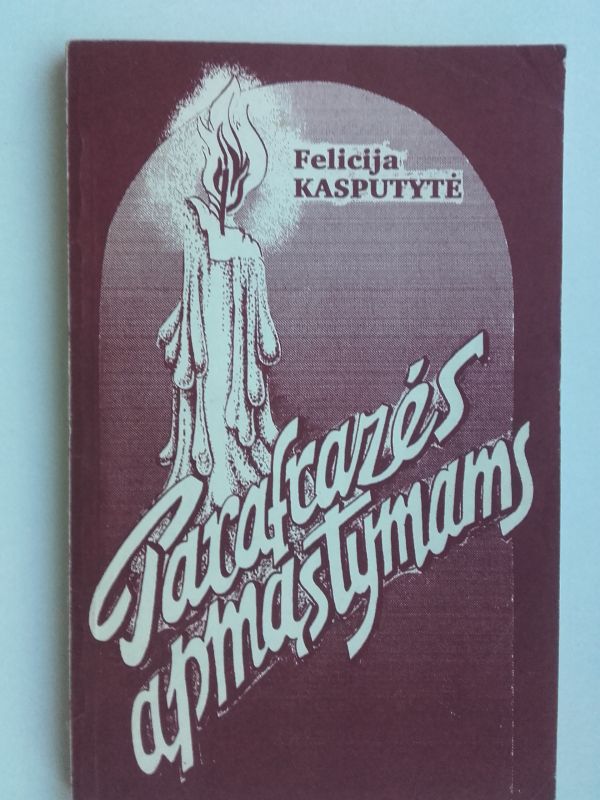 Felicija
KASPUTYTĖ
Parafrazės
apmąstymams